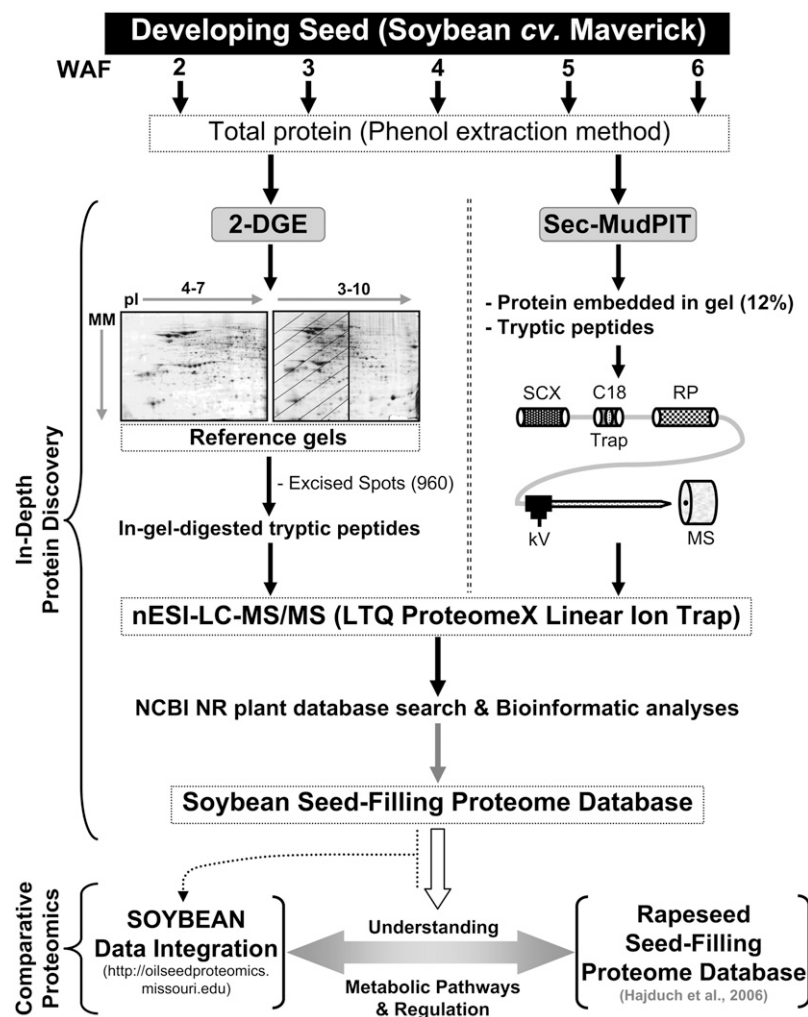 Developing Seed (Soybean cv. Maverick)
WAF 2 3 4 5 6
Total protein (Phenol extraction method)
2-DGE
Sec-MudPIT
pI 4-7 3-10
MM
Reference gels
- Excised Spots (960)
In-gel-digested tryptic peptides
- Protein embedded in gel (12%)
- Tryptic peptides
SCX C18 RP
Trap
kV MS
In-Depth
Protein Discovery
nESI-LC-MS/MS (LTQ ProteomeX Linear Ion Trap)
NCBI NR plant database search & Bioinformatic analyses
Soybean Seed-Filling Proteome Database
Comparative
Proteomics
SOYBEAN
Data Integration
(http://oilseedproteomics.
missouri.edu)
Understanding
Metabolic Pathways
& Regulation
Rapeseed
Seed-Filling
Proteome Database
(Hajduch et al., 2006)